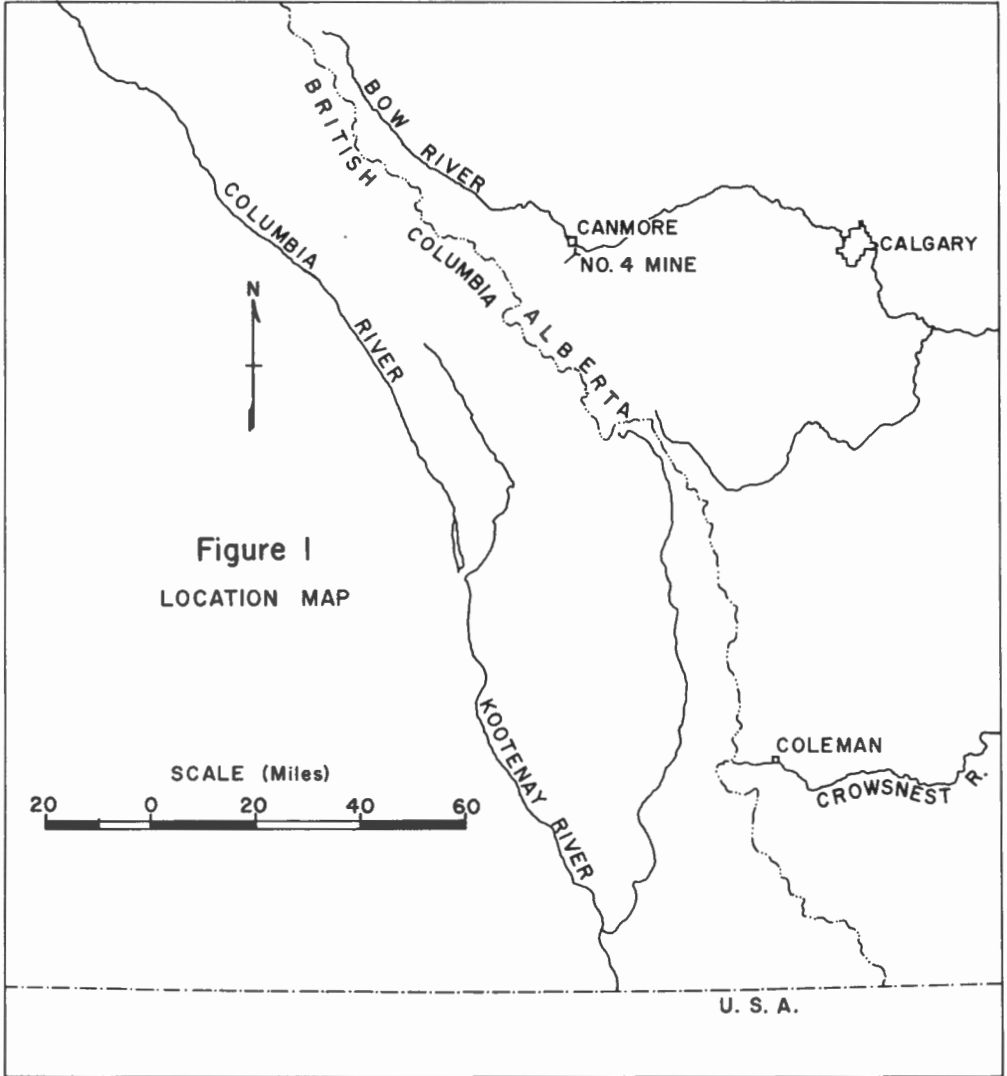 BOW RIVER
BRITISH COLUMBIA
COLUMBIA RIVER
CANMORE
NO. 4 MINE
CALGARY
ALBERTA
N
Figure 1
LOCATION MAP
KOOTENAY RIVER
COLEMAN
CROWSNEST R.
SCALE (Miles)
20 0 20 40 60
U. S. A.